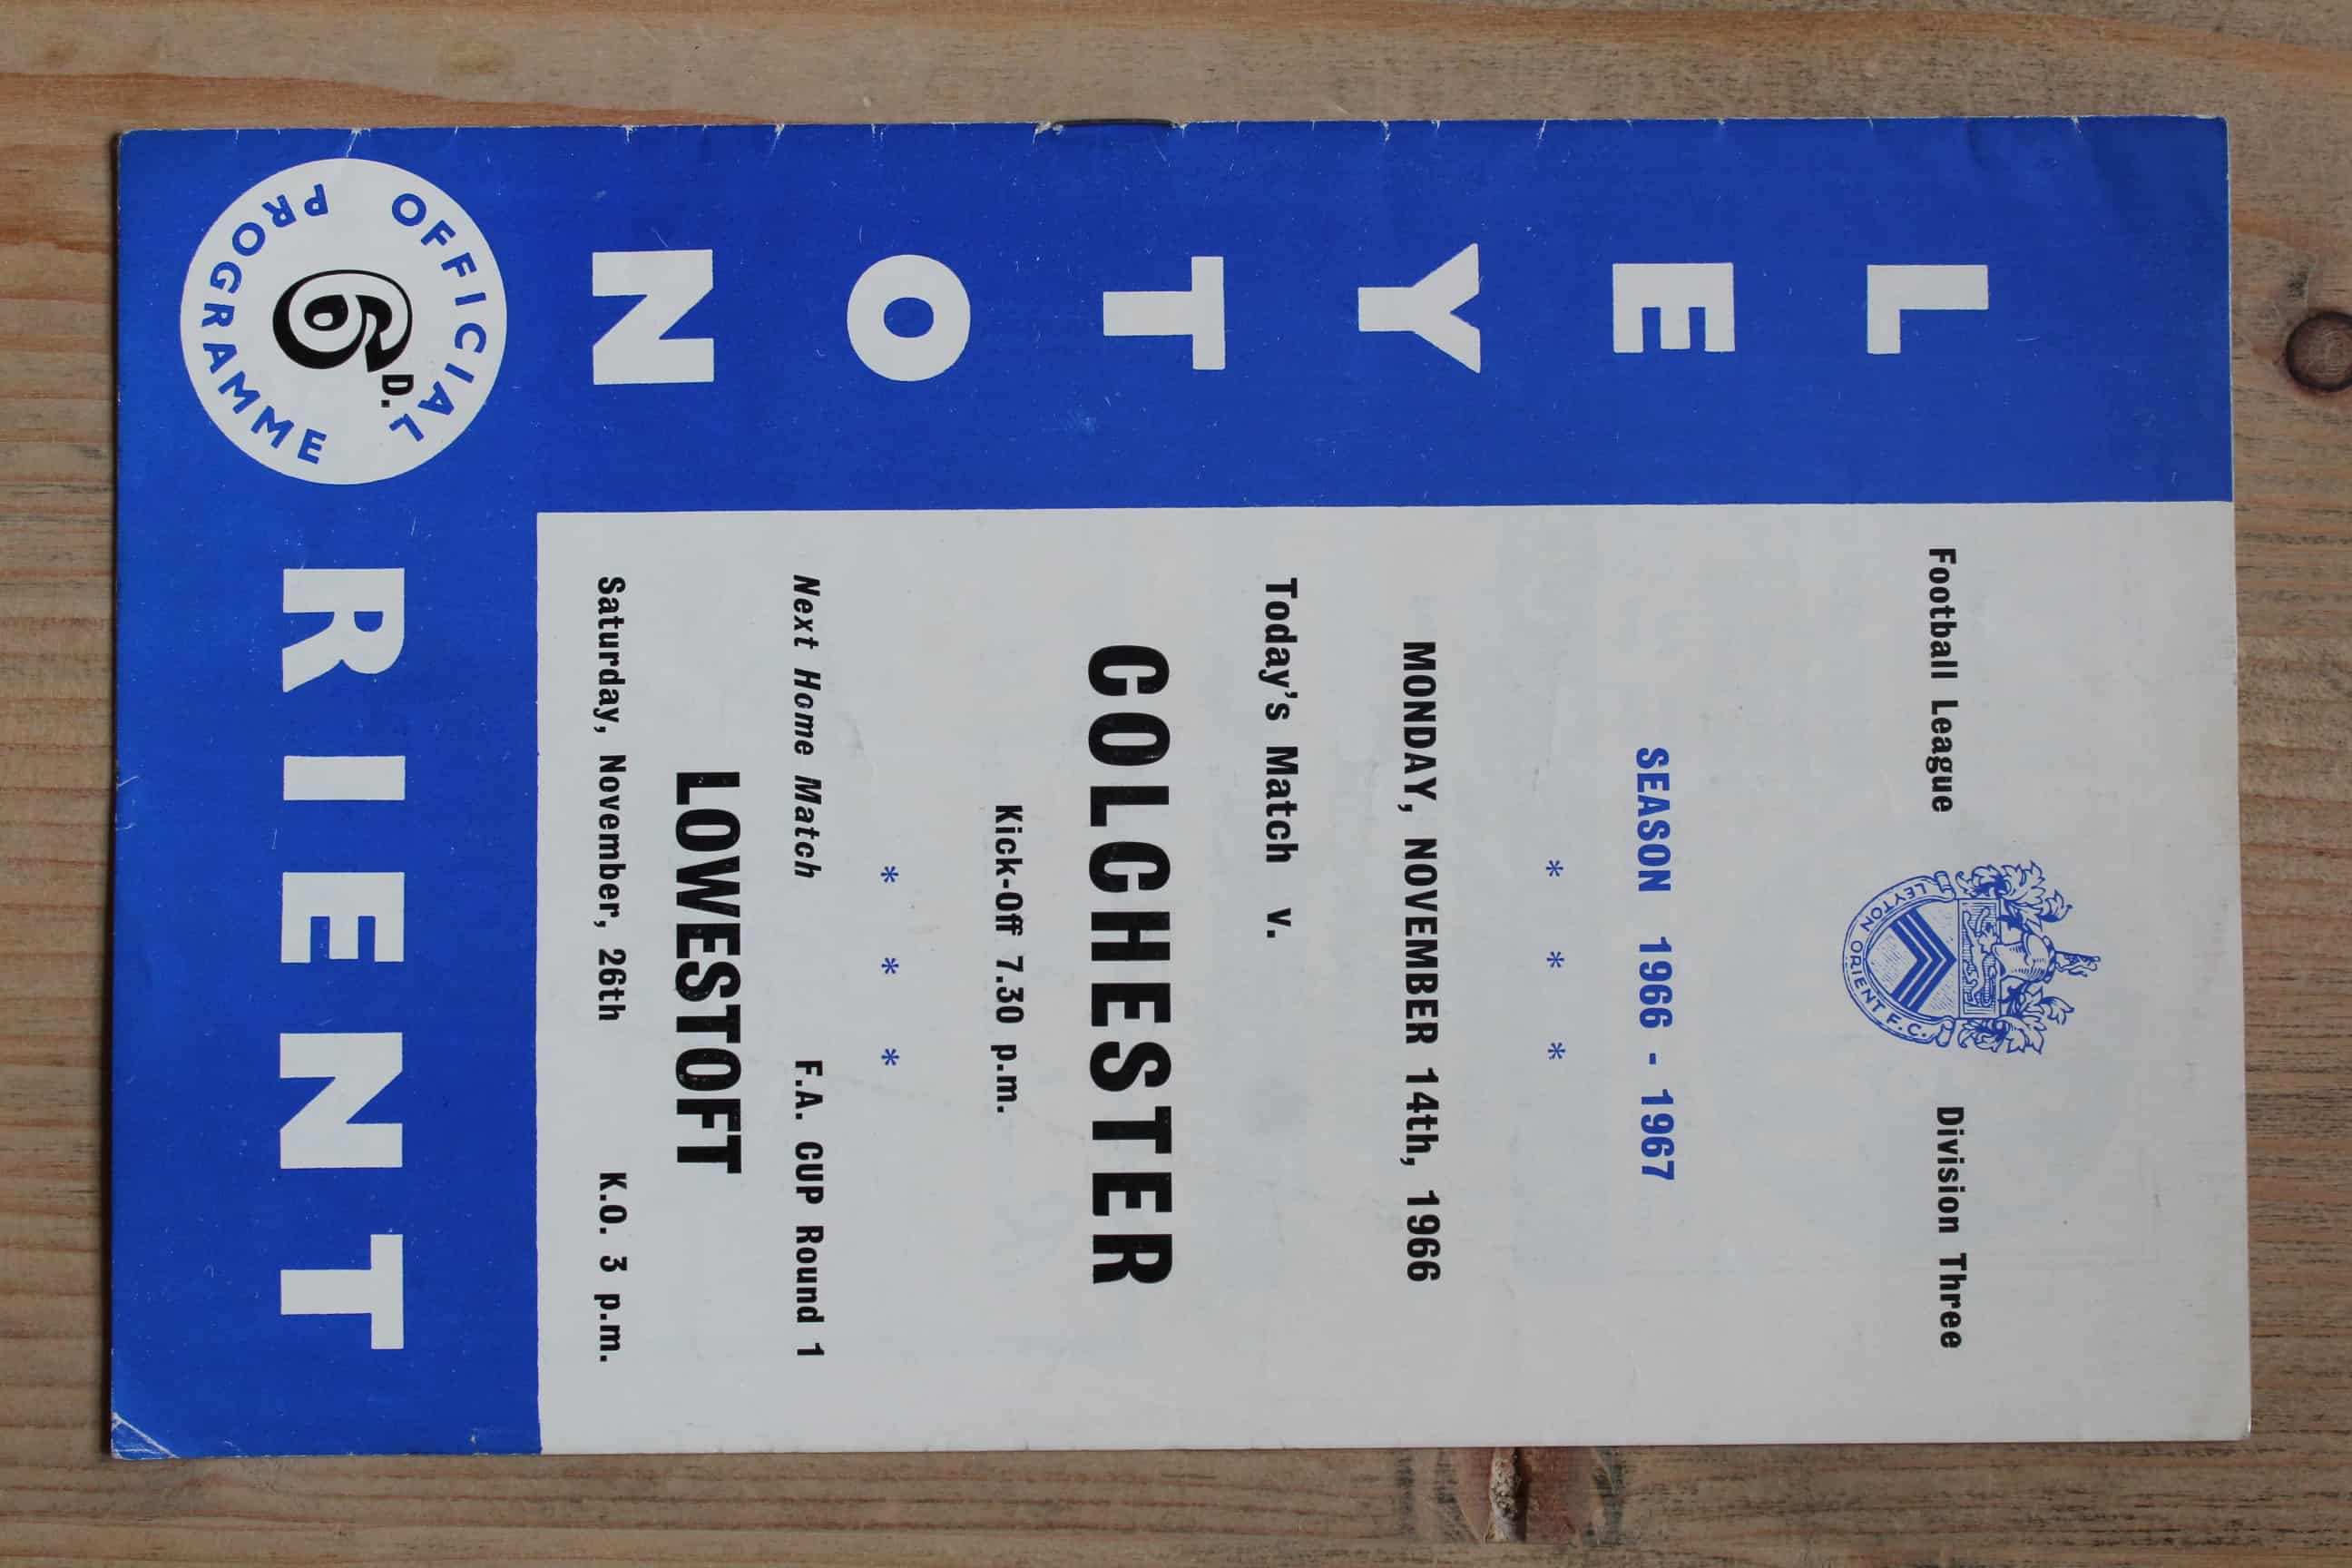 Football League
LEYTON ORIENT F.C.
Division Three
SEASON 1966 - 1967
* * *
MONDAY, NOVEMBER 14th, 1966
Today's Match v.
COLCHESTER
Kick-Off 7.30 p.m.
* * *
Next Home Match F.A. CUP Round 1
LOWESTOFT
Saturday, November, 26th K.O. 3 p.m.
LEYTON
OFFICIAL
6D.
PROGRAMME
RIENT